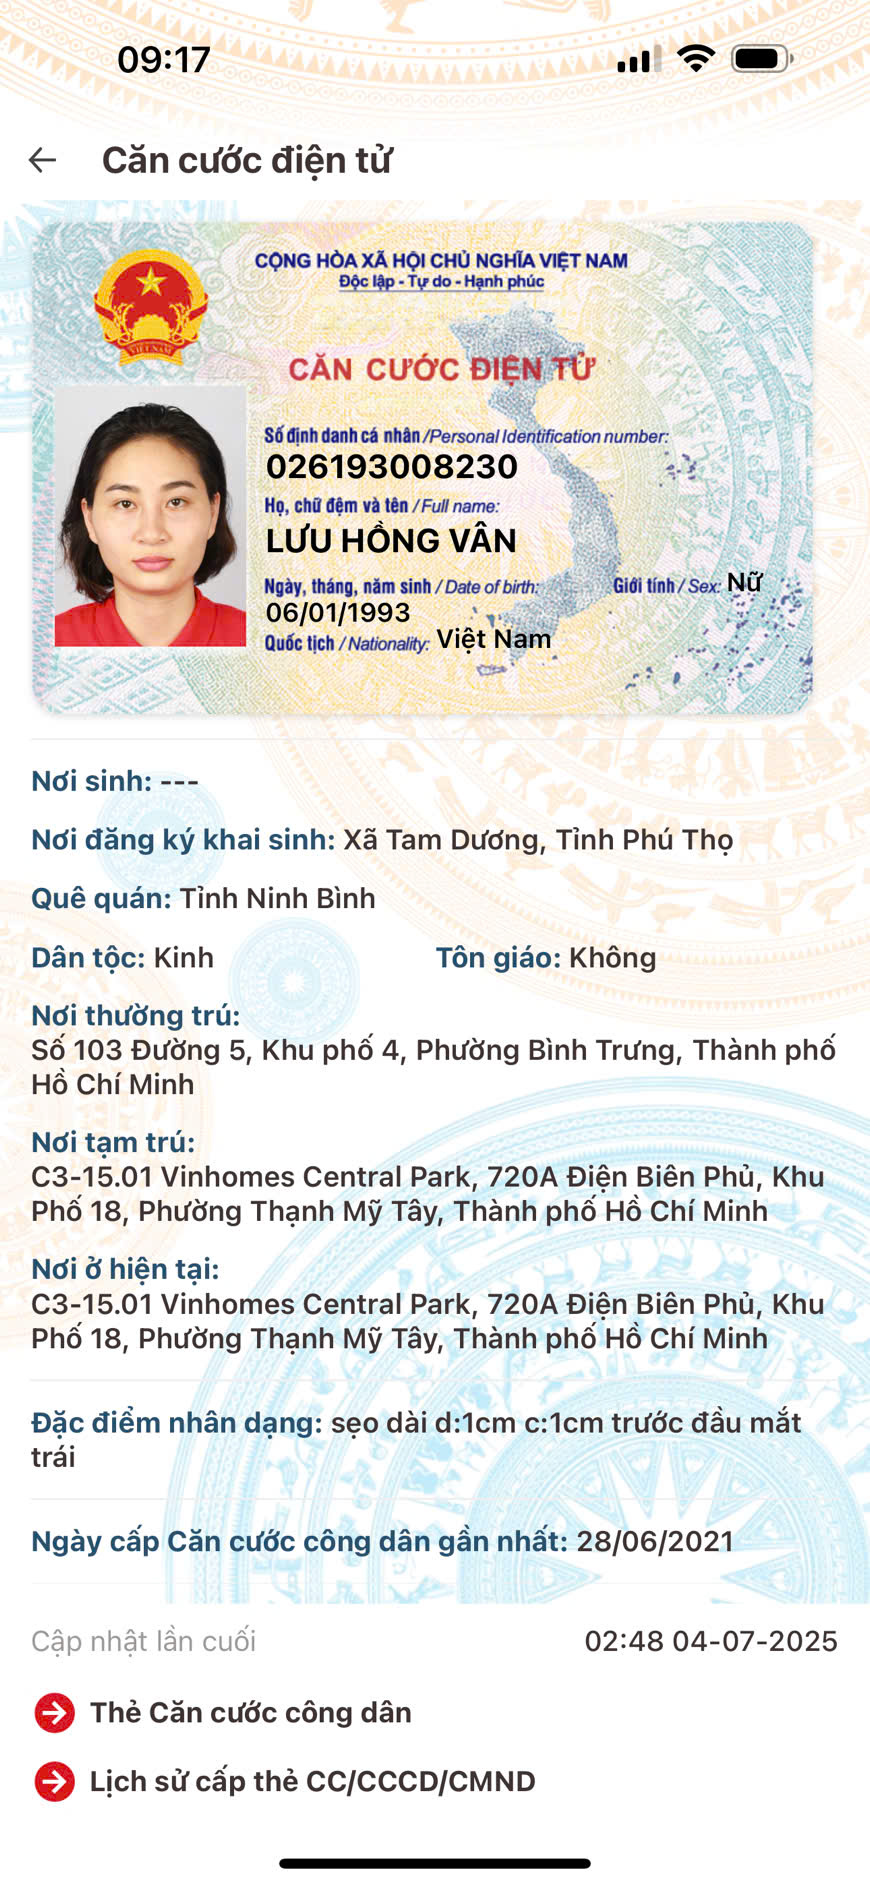 09:17
Căn cước điện tử
CỘNG HÒA XÃ HỘI CHỦ NGHĨA VIỆT NAM
Độc lập - Tự do - Hạnh phúc
VIỆT NAM
CĂN CƯỚC ĐIỆN TỬ
Số định danh cá nhân /Personal Identification number:
026193008230
Họ, chữ đệm và tên /Full name:
LƯU HỒNG VÂN
Ngày, tháng, năm sinh / Date of birth: Giới tính / Sex: Nữ
06/01/1993
Quốc tịch / Nationality: Việt Nam
Nơi sinh: ---
Nơi đăng ký khai sinh: Xã Tam Dương, Tỉnh Phú Thọ
Quê quán: Tỉnh Ninh Bình
Dân tộc: Kinh Tôn giáo: Không
Nơi thường trú:
Số 103 Đường 5, Khu phố 4, Phường Bình Trưng, Thành phố
Hồ Chí Minh
Nơi tạm trú:
C3-15.01 Vinhomes Central Park, 720A Điện Biên Phủ, Khu
Phố 18, Phường Thạnh Mỹ Tây, Thành phố Hồ Chí Minh
Nơi ở hiện tại:
C3-15.01 Vinhomes Central Park, 720A Điện Biên Phủ, Khu
Phố 18, Phường Thạnh Mỹ Tây, Thành phố Hồ Chí Minh
Đặc điểm nhân dạng: sẹo dài d:1cm c:1cm trước đầu mắt
trái
Ngày cấp Căn cước công dân gần nhất: 28/06/2021
Cập nhật lần cuối 02:48 04-07-2025
Thẻ Căn cước công dân
Lịch sử cấp thẻ CC/CCCD/CMND